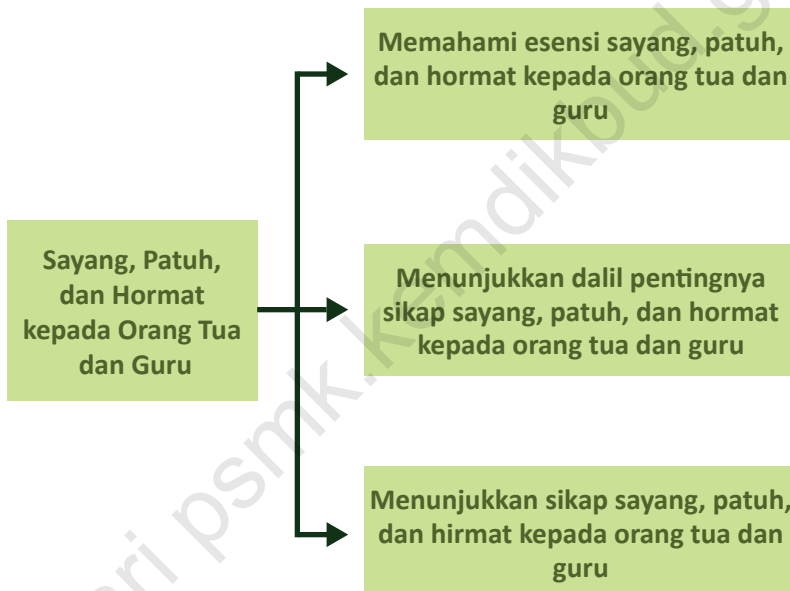 Memahami esensi sayang, patuh,
dan hormat kepada orang tua dan
guru
Sayang, Patuh,
dan Hormat
kepada Orang Tua
dan Guru
Menunjukkan dalil pentingnya
sikap sayang, patuh, dan hormat
kepada orang tua dan guru
Menunjukkan sikap sayang, patuh,
dan hirmat kepada orang tua dan
guru
psmk.kemdikbud.g